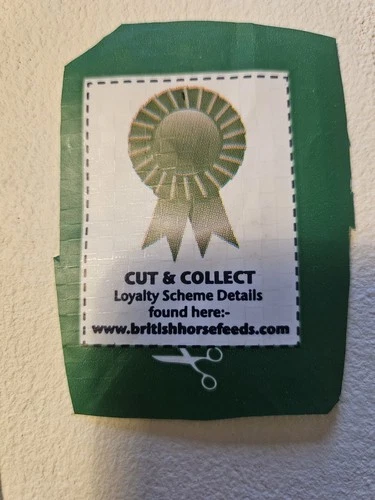 CUT & COLLECT
Loyalty Scheme Details
found here:-
www.britishhorsefeeds.com